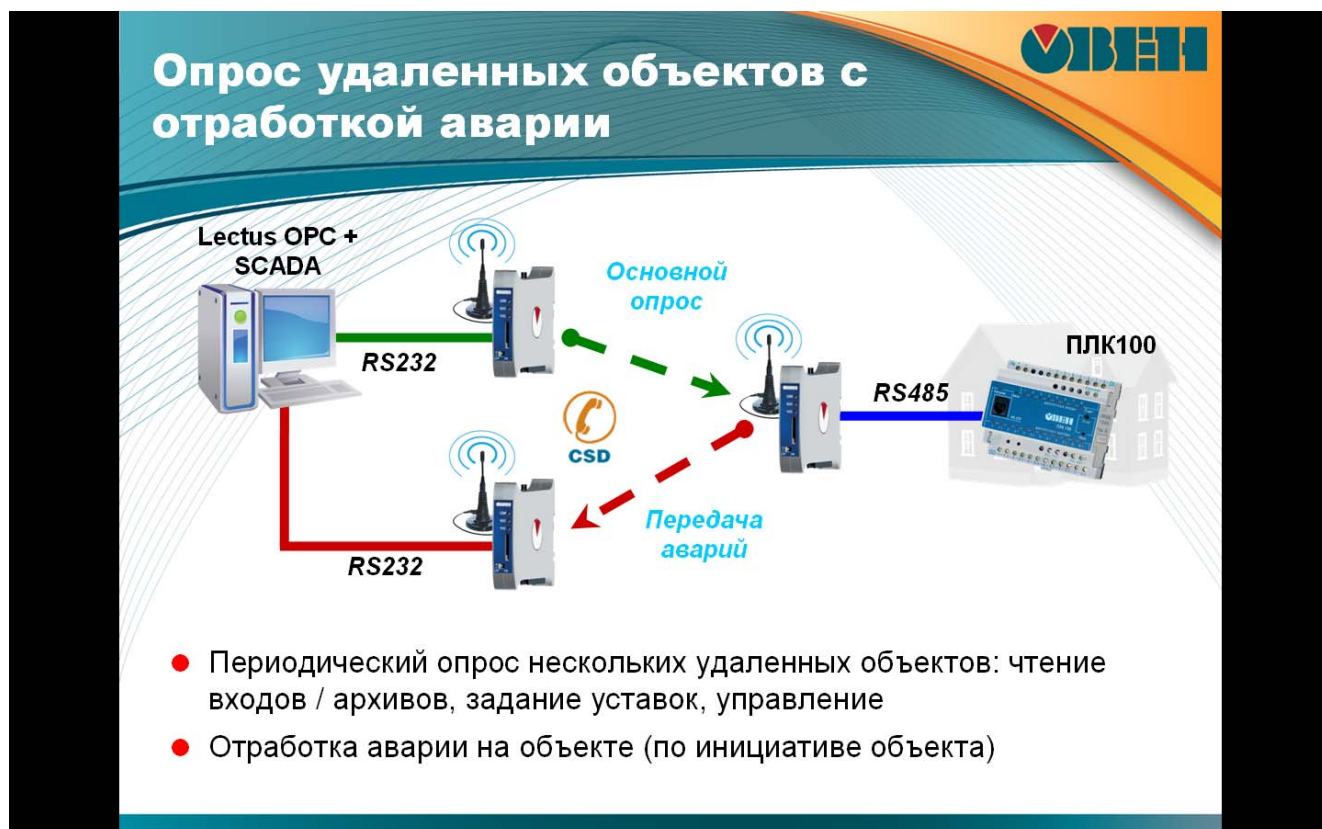 ОВЕН
Опрос удаленных объектов с
отработкой аварии
Lectus OPC +
SCADA
Основной
опрос
RS232
ПЛК100
RS485
CSD
Передача
аварий
RS232
Периодический опрос нескольких удаленных объектов: чтение
входов / архивов, задание уставок, управление
Отработка аварии на объекте (по инициативе объекта)